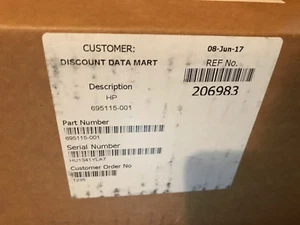 CUSTOMER:
08-Jun-17
DISCOUNT DATA MART
REF No.
Description
206983
HP
695115-001
Part Number
695115-001
Serial Number
HU1341YLA7
Customer Order No